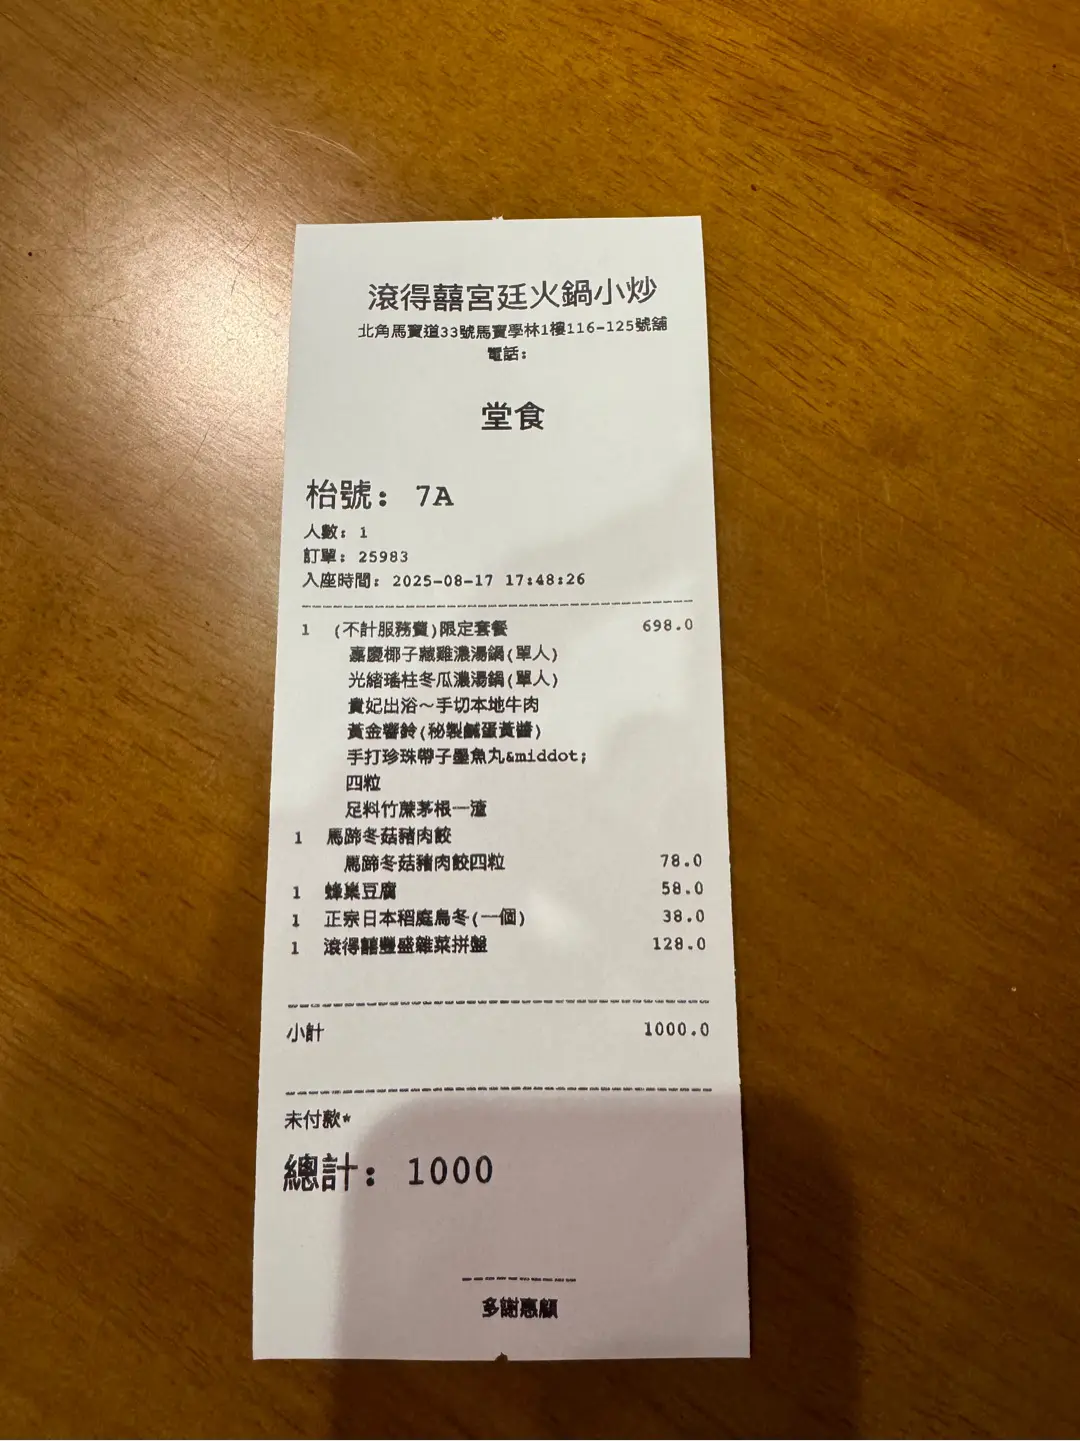 滾得囍宮廷火鍋小炒
北角馬寶道33號馬寶學林1樓116-125號舖
電話:
堂食
枱號: 7A
人數: 1
訂單: 25983
入座時間: 2025-08-17 17:48:26
1 (不計服務費)限定套餐 698.0
嘉慶椰子藏雞濃湯鍋(單人)
光緒瑤柱冬瓜濃湯鍋(單人)
貴妃出浴～手切本地牛肉
黃金響鈴(秘製鹹蛋黃醬)
手打珍珠帶子墨魚丸&middot;
四粒
足料竹蔗茅根一渣
1 馬蹄冬菇豬肉餃
馬蹄冬菇豬肉餃四粒 78.0
1 蜂巢豆腐 58.0
1 正宗日本稻庭烏冬(一個) 38.0
1 滾得囍豐盛雜菜拼盤 128.0
小計 1000.0
未付款*
總計: 1000
多謝惠顧